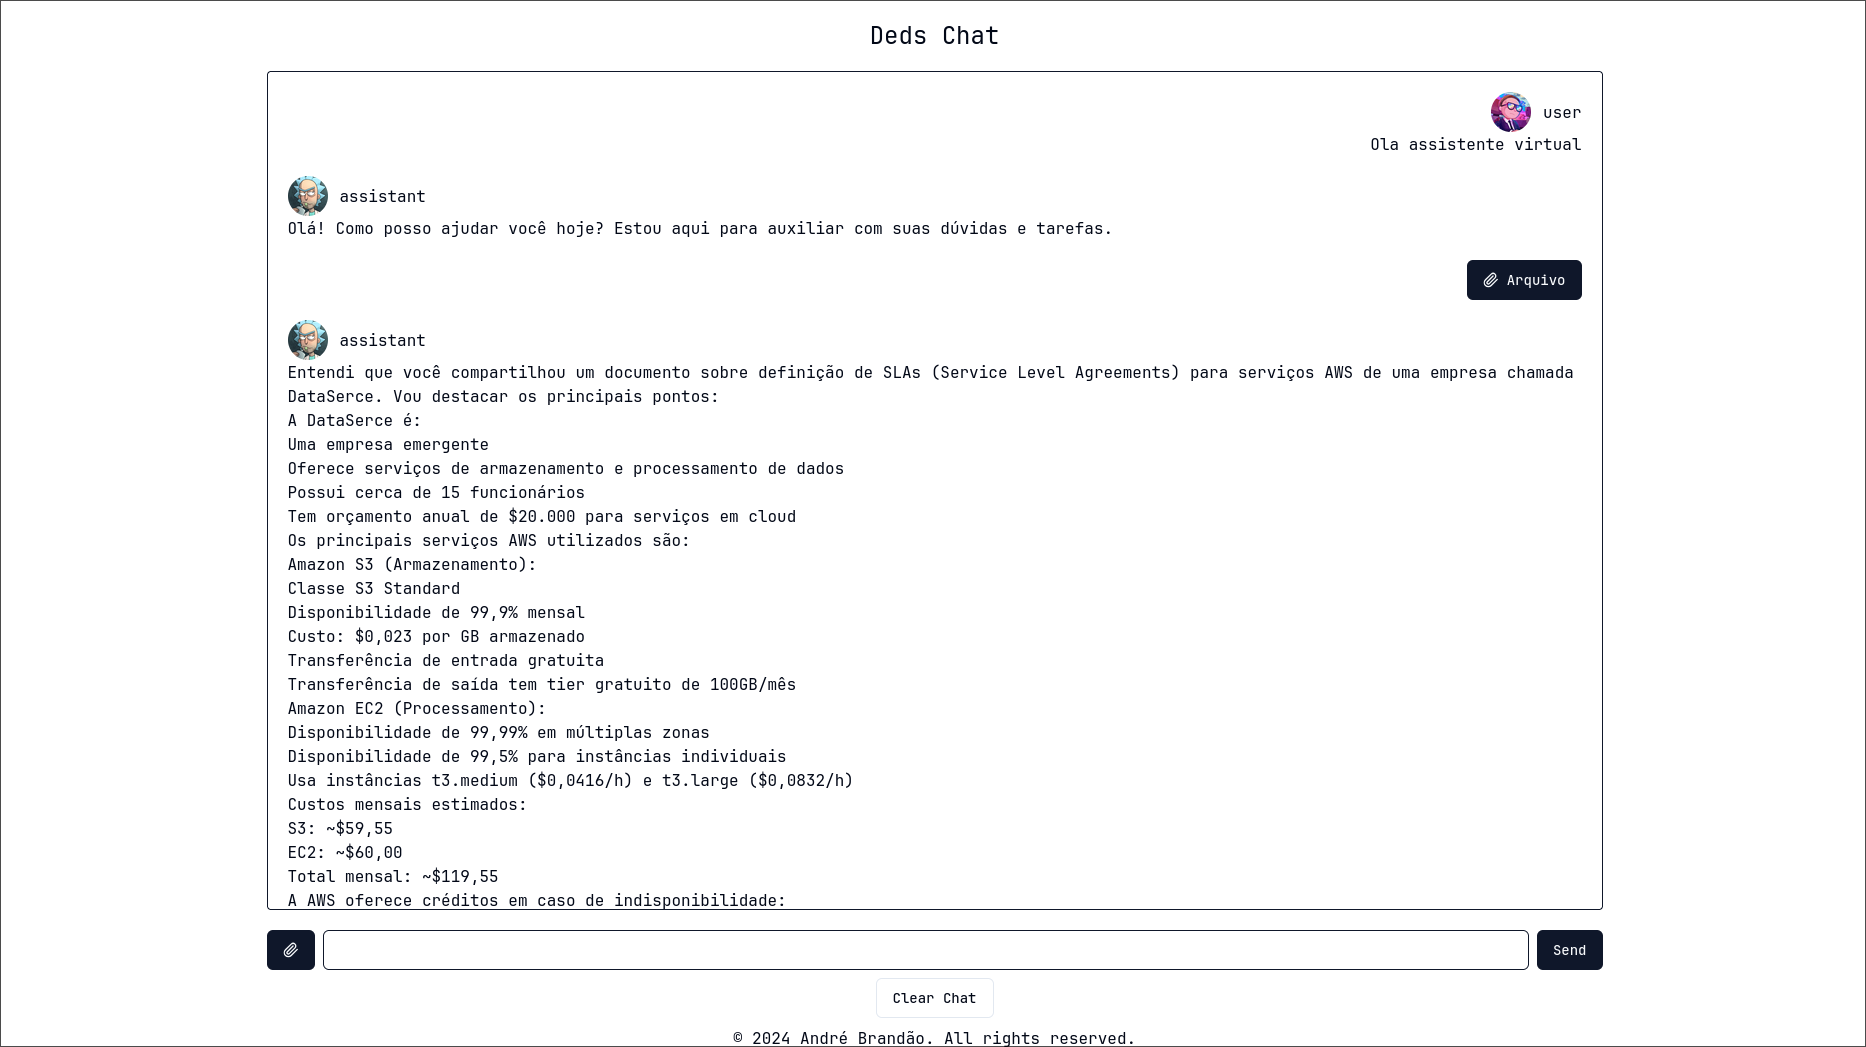 Deds Chat
user
Ola assistente virtual
assistant
Olá! Como posso ajudar você hoje? Estou aqui para auxiliar com suas dúvidas e tarefas.
Arquivo
assistant
Entendi que você compartilhou um documento sobre definição de SLAs (Service Level Agreements) para serviços AWS de uma empresa chamada
DataSerce. Vou destacar os principais pontos:
A DataSerce é:
Uma empresa emergente
Oferece serviços de armazenamento e processamento de dados
Possui cerca de 15 funcionários
Tem orçamento anual de $20.000 para serviços em cloud
Os principais serviços AWS utilizados são:
Amazon S3 (Armazenamento):
Classe S3 Standard
Disponibilidade de 99,9% mensal
Custo: $0,023 por GB armazenado
Transferência de entrada gratuita
Transferência de saída tem tier gratuito de 100GB/mês
Amazon EC2 (Processamento):
Disponibilidade de 99,99% em múltiplas zonas
Disponibilidade de 99,5% para instâncias individuais
Usa instâncias t3.medium ($0,0416/h) e t3.large ($0,0832/h)
Custos mensais estimados:
S3: ~$59,55
EC2: ~$60,00
Total mensal: ~$119,55
A AWS oferece créditos em caso de indisponibilidade:
Send
Clear Chat
© 2024 André Brandão. All rights reserved.